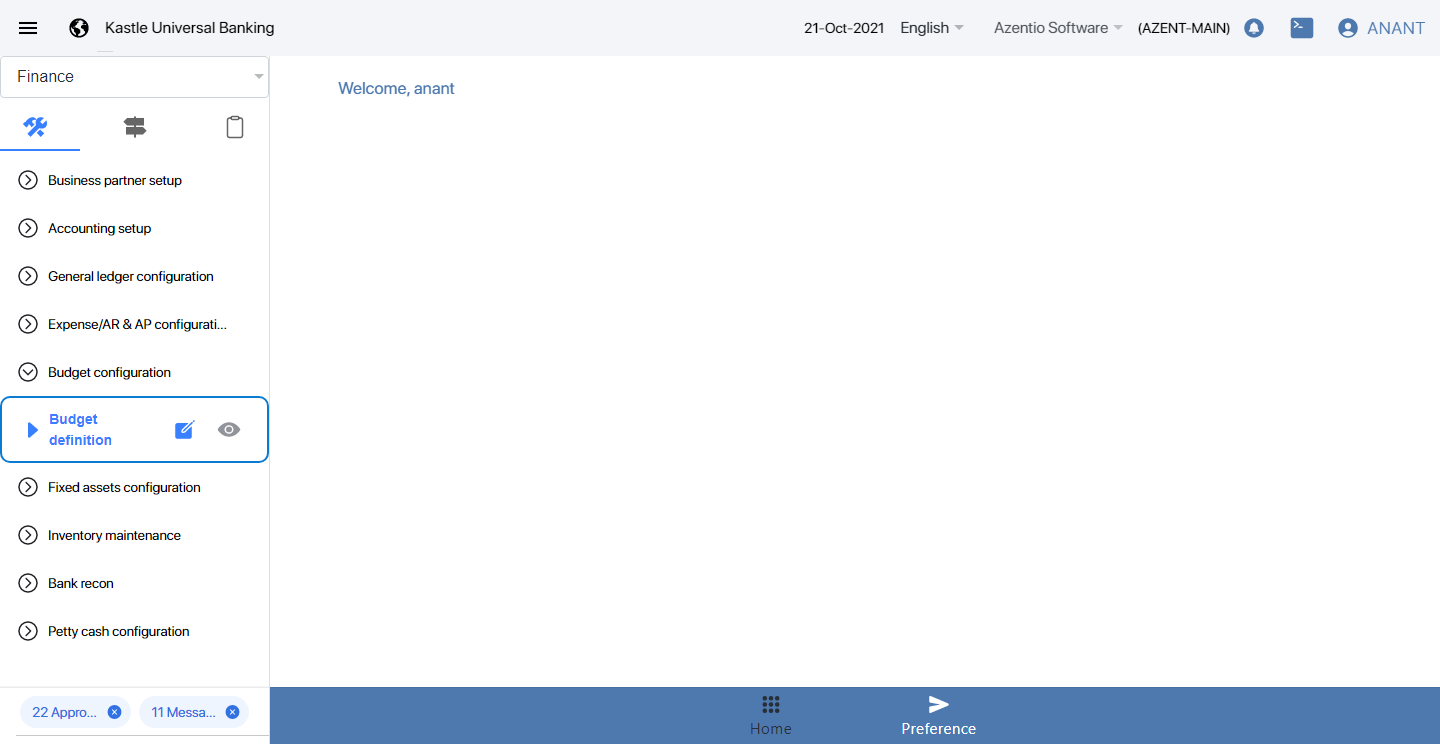 Kastle Universal Banking
21-Oct-2021
English
Azentio Software
(AZENT-MAIN)
ANANT
Finance
Welcome, anant
Business partner setup
Accounting setup
General ledger configuration
Expense/AR & AP configurati...
Budget configuration
Budget
definition
Fixed assets configuration
Inventory maintenance
Bank recon
Petty cash configuration
22 Appro...
11 Messa...
Home
Preference